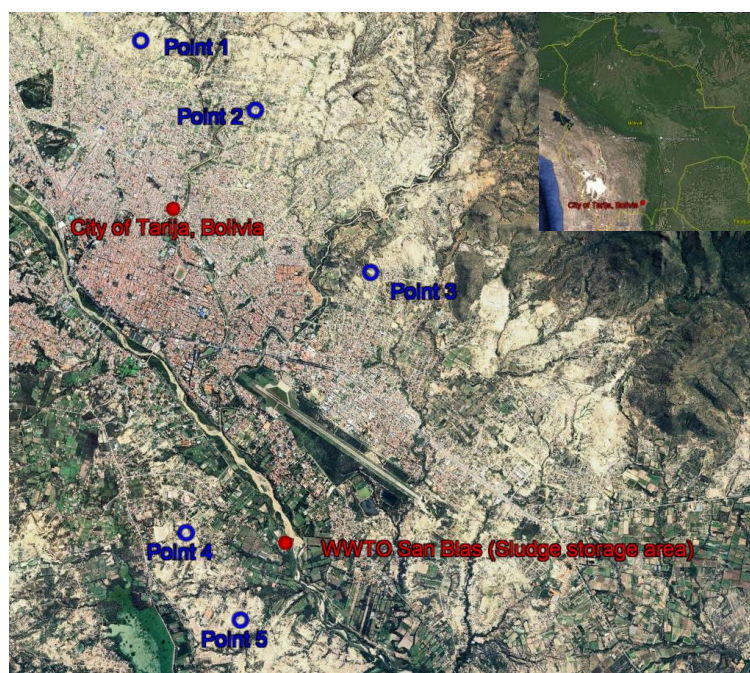 Point 1
Point 2
City of Tarija, Bolivia
Point 3
Point 4
WWTO San Blas (Sludge storage area)
Point 5
City of Tarija, Bolivia